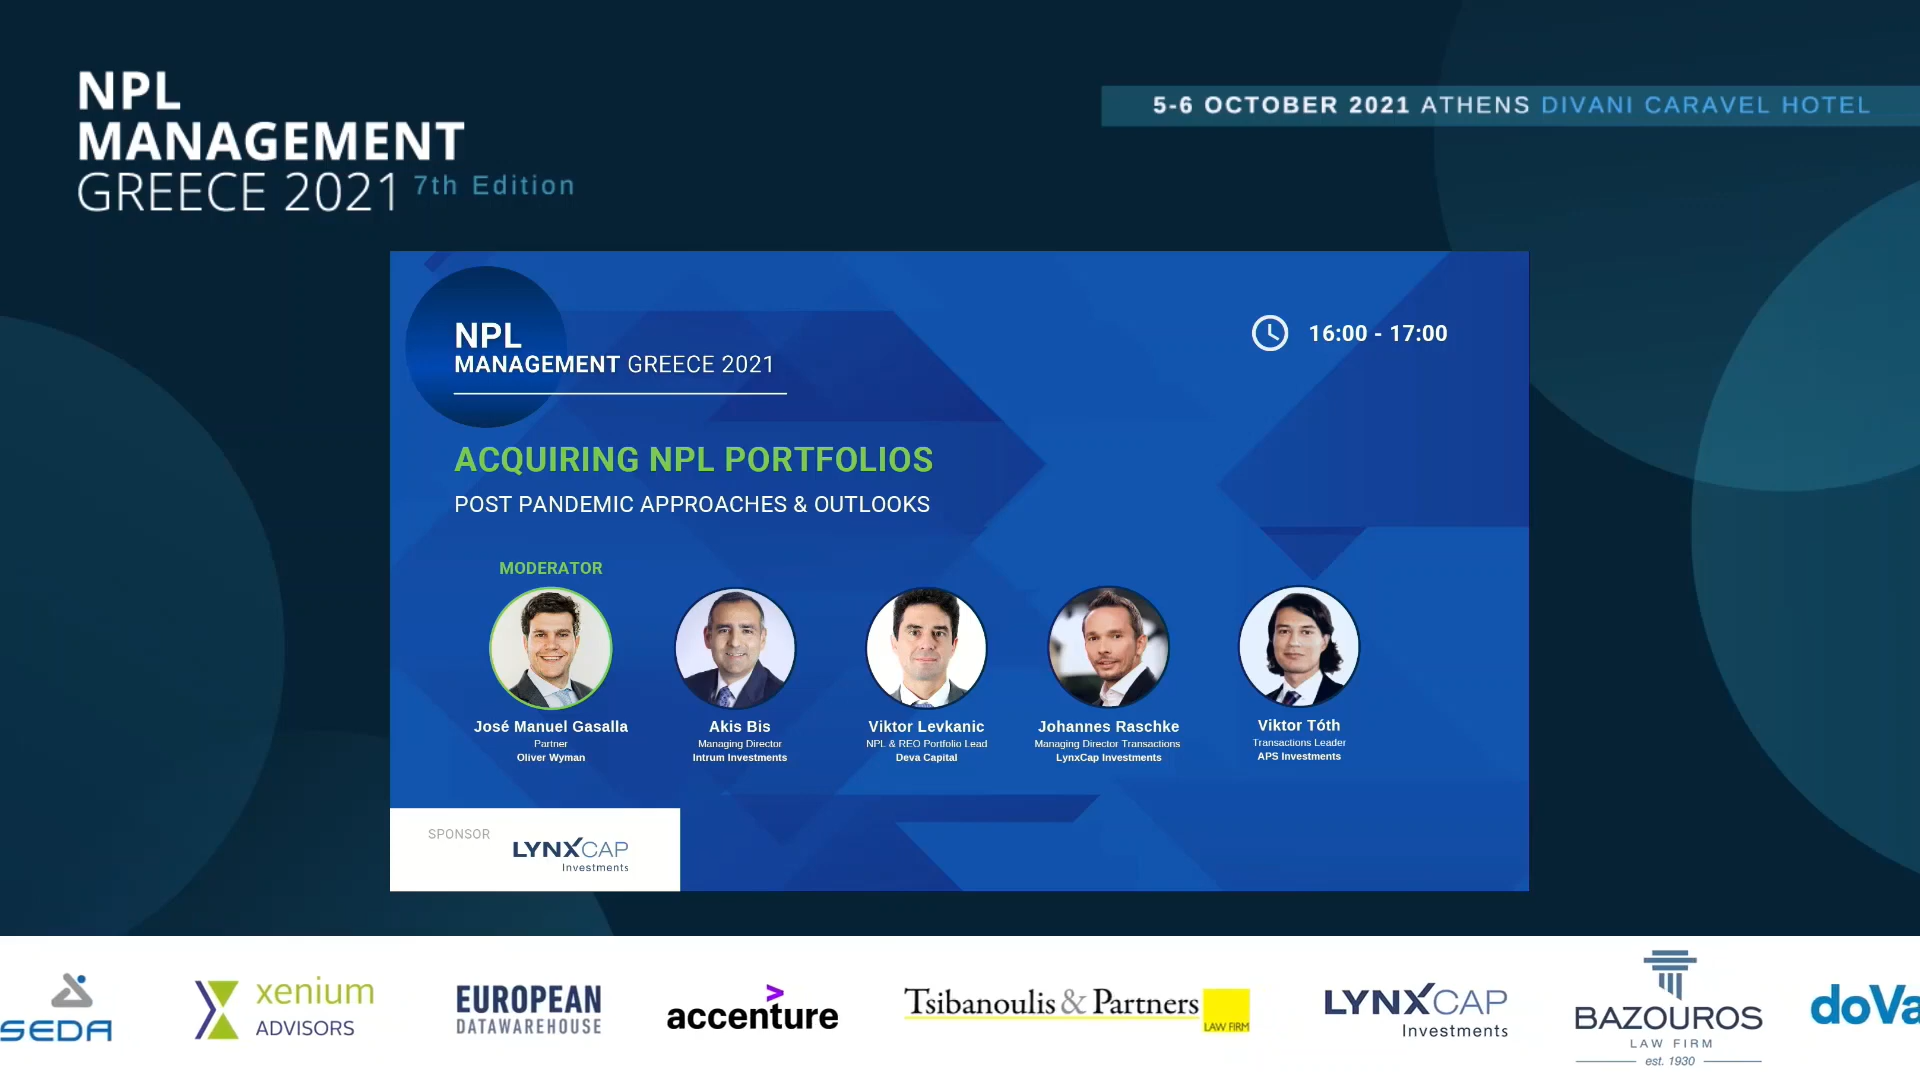 NPL
MANAGEMENT
GREECE 2021 7th Edition
5-6 OCTOBER 2021 ATHENS DIVANI CARAVEL HOTEL
NPL
MANAGEMENT GREECE 2021
16:00 - 17:00
ACQUIRING NPL PORTFOLIOS
POST PANDEMIC APPROACHES & OUTLOOKS
MODERATOR
José Manuel Gasalla
Partner
Oliver Wyman
Akis Bis
Managing Director
Intrum Investments
Viktor Levkanic
NPL & REO Portfolio Lead
Deva Capital
Johannes Raschke
Managing Director Transactions
LynxCap Investments
Viktor Tóth
Transactions Leader
APS Investments
SPONSOR
LYNXCAP
Investments
SEDA
xenium
ADVISORS
EUROPEAN
DATAWAREHOUSE
accenture
Tsibanoulis & Partners
LAW FIRM
LYNXCAP
Investments
BAZOUROS
LAW FIRM
est. 1930
doVa